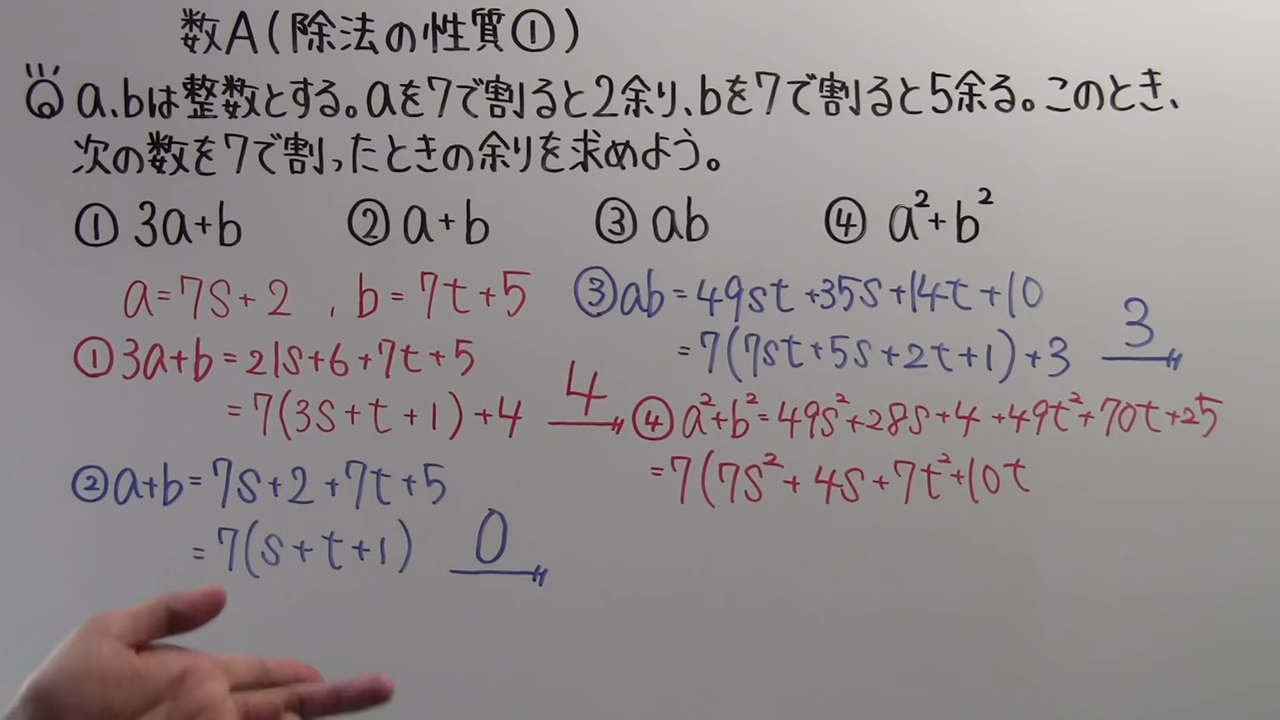 数A(除法の性質①)
a、bは整数とする。aを7で割ると2余り、bを7で割ると5余る。このとき、
次の数を7で割ったときの余りを求めよう。
① 3a+b ② a+b ③ ab ④ a²+b²
a=7s+2 , b=7t+5
①3a+b=21s+6+7t+5
=7(3s+t+1)+4 4
②a+b=7s+2+7t+5
=7(s+t+1) 0
③ab=49st+35s+14t+10
=7(7st+5s+2t+1)+3 3
④a²+b²=49s²+28s+4+49t²+70t+25
=7(7s²+4s+7t²+10t